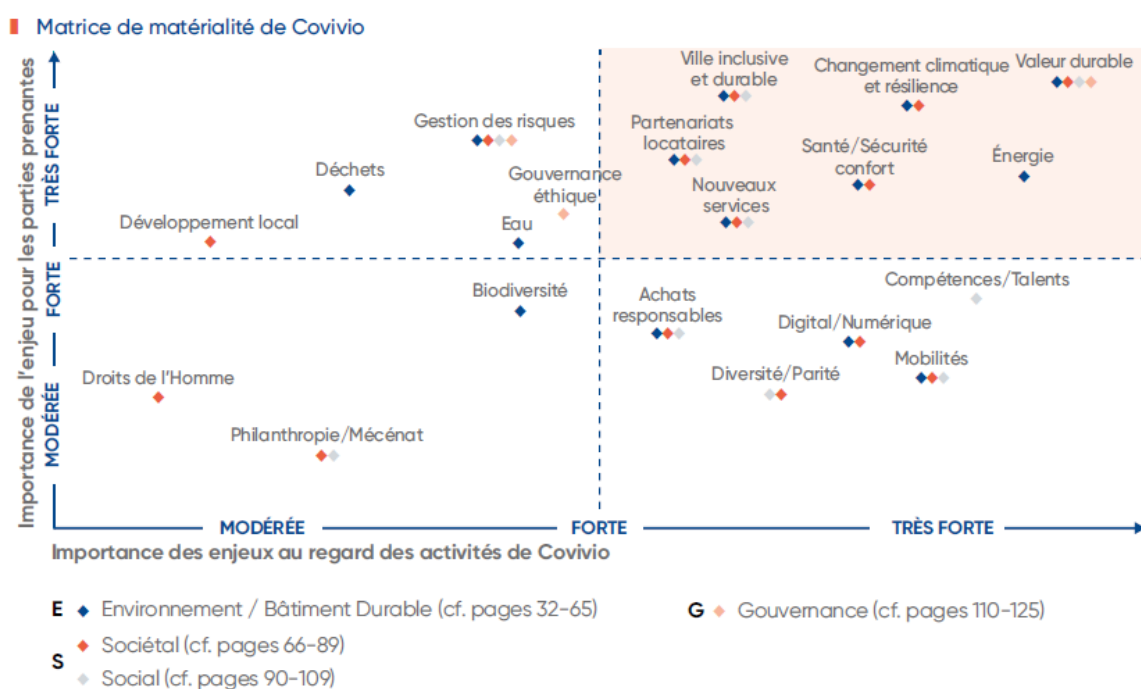 Matrice de matérialité de Covivio
Importance de l'enjeu pour les parties prenantes
TRÈS FORTE
FORTE
MODÉRÉE
Ville inclusive
et durable
Changement climatique
et résilience
Valeur durable
Gestion des risques
Partenariats
locataires
Santé/Sécurité
confort
Énergie
Déchets
Gouvernance
éthique
Nouveaux
services
Développement local
Eau
Biodiversité
Achats
responsables
Compétences/Talents
Digital/Numérique
Mobilités
Diversité/Parité
Droits de l'Homme
Philanthropie/Mécénat
MODÉRÉE
FORTE
TRÈS FORTE
Importance des enjeux au regard des activités de Covivio
E Environnement / Bâtiment Durable (cf. pages 32-65)
G Gouvernance (cf. pages 110-125)
S
Sociétal (cf. pages 66-89)
Social (cf. pages 90-109)